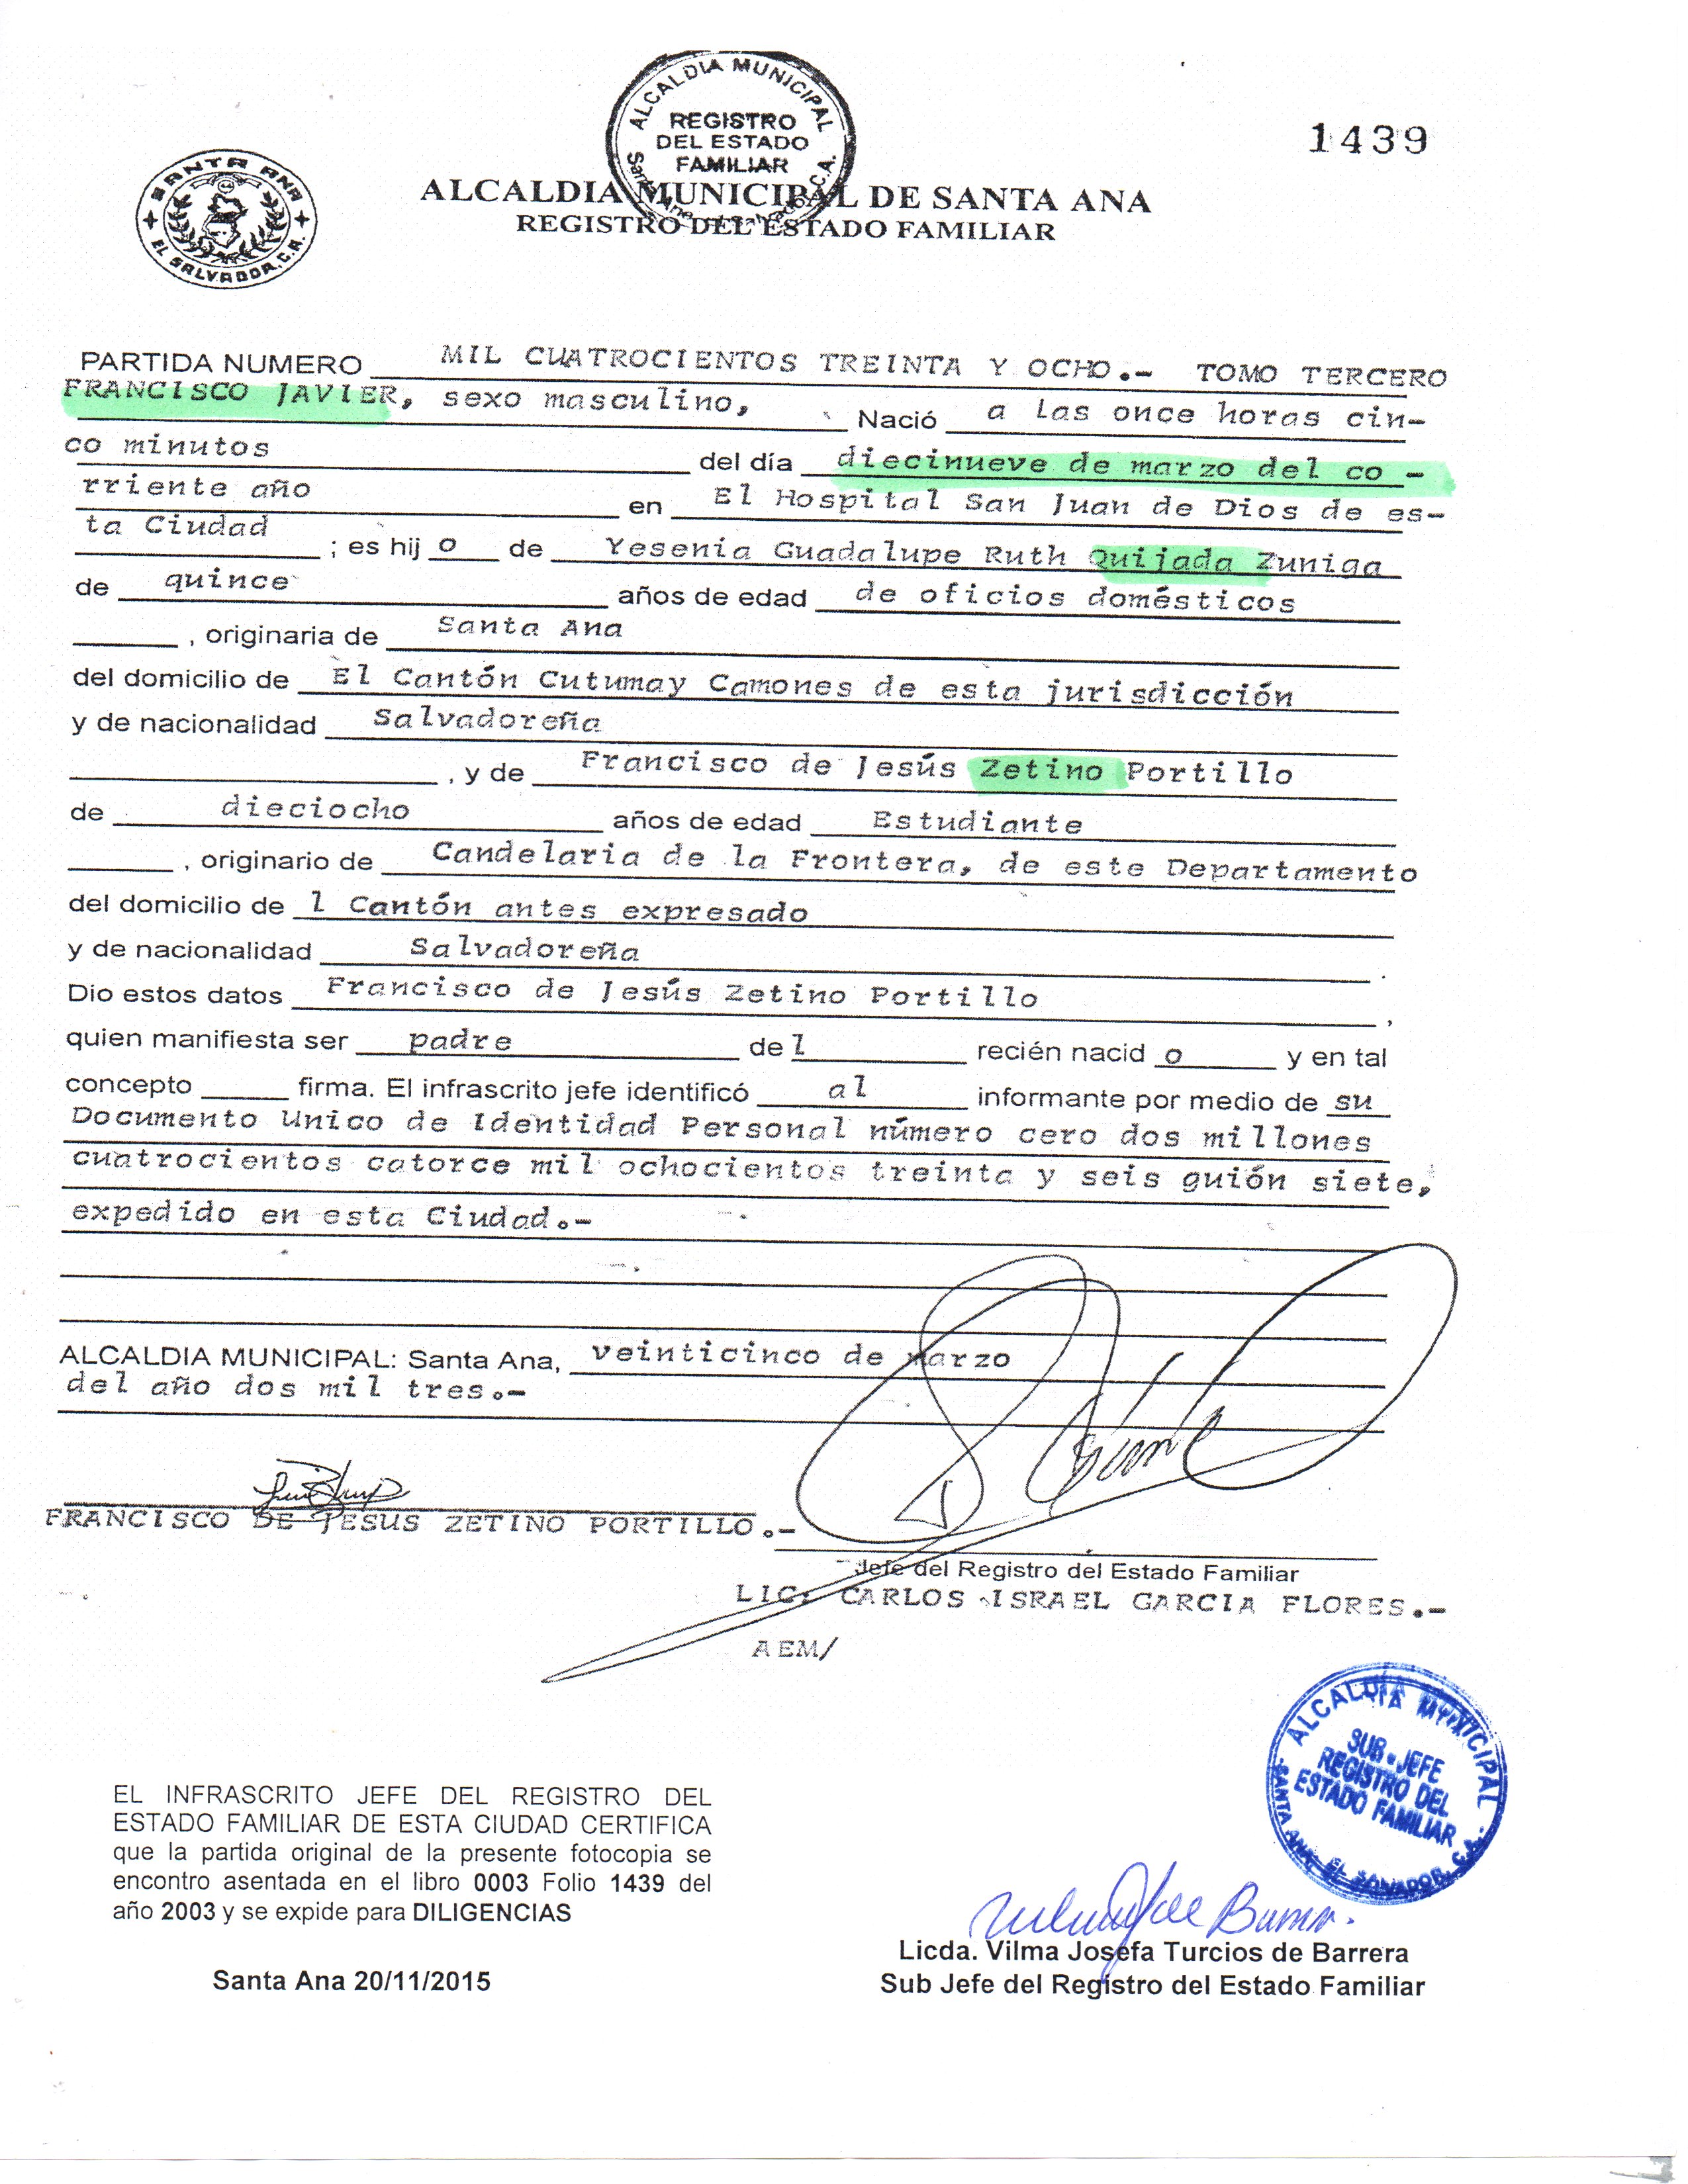 ALCALDIA MUNICIPAL
REGISTRO
DEL ESTADO
FAMILIAR
1439
SANTA ANA
EL SALVADOR, C.A.
ALCALDIA MUNICIPAL DE SANTA ANA
REGISTRO DEL ESTADO FAMILIAR
PARTIDA NUMERO MIL CUATROCIENTOS TREINTA Y OCHO.- TOMO TERCERO
FRANCISCO JAVIER, sexo masculino, Nació a las once horas cin-
co minutos del día diecinueve de marzo del co-
rriente año en El Hospital San Juan de Dios de es-
ta Ciudad ; es hij o de Yesenia Guadalupe Ruth Quijada Zuniga
de quince años de edad de oficios domésticos
, originaria de Santa Ana
del domicilio de El Cantón Cutumay Camones de esta jurisdicción
y de nacionalidad Salvadoreña
, y de Francisco de Jesús Zetino Portillo
de dieciocho años de edad Estudiante
, originario de Candelaria de la Frontera, de este Departamento
del domicilio de l Cantón antes expresado
y de nacionalidad Salvadoreña .
Dio estos datos Francisco de Jesús Zetino Portillo ,
quien manifiesta ser padre de l recién nacid o y en tal
concepto firma. El infrascrito jefe identificó al informante por medio de su
Documento Unico de Identidad Personal número cero dos millones
cuatrocientos catorce mil ochocientos treinta y seis guión siete,
expedido en esta Ciudad.-
ALCALDIA MUNICIPAL: Santa Ana, veinticinco de marzo
del año dos mil tres.-
FRANCISCO DE JESUS ZETINO PORTILLO.-
Jefe del Registro del Estado Familiar
LIC. CARLOS ISRAEL GARCIA FLORES.-
AEM/
ALCALDÍA MUNICIPAL
SUB-JEFE
REGISTRO DEL
ESTADO FAMILIAR
SANTA ANA, EL SALVADOR, C.A.
EL INFRASCRITO JEFE DEL REGISTRO DEL
ESTADO FAMILIAR DE ESTA CIUDAD CERTIFICA
que la partida original de la presente fotocopia se
encontro asentada en el libro 0003 Folio 1439 del
año 2003 y se expide para DILIGENCIAS
Santa Ana 20/11/2015
Licda. Vilma Josefa Turcios de Barrera
Sub Jefe del Registro del Estado Familiar